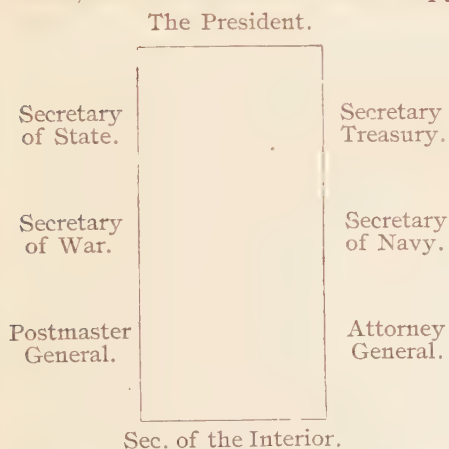 The President.
Secretary
of State.
Secretary
Treasury.
Secretary
of War.
Secretary
of Navy.
Postmaster
General.
Attorney
General.
Sec. of the Interior.